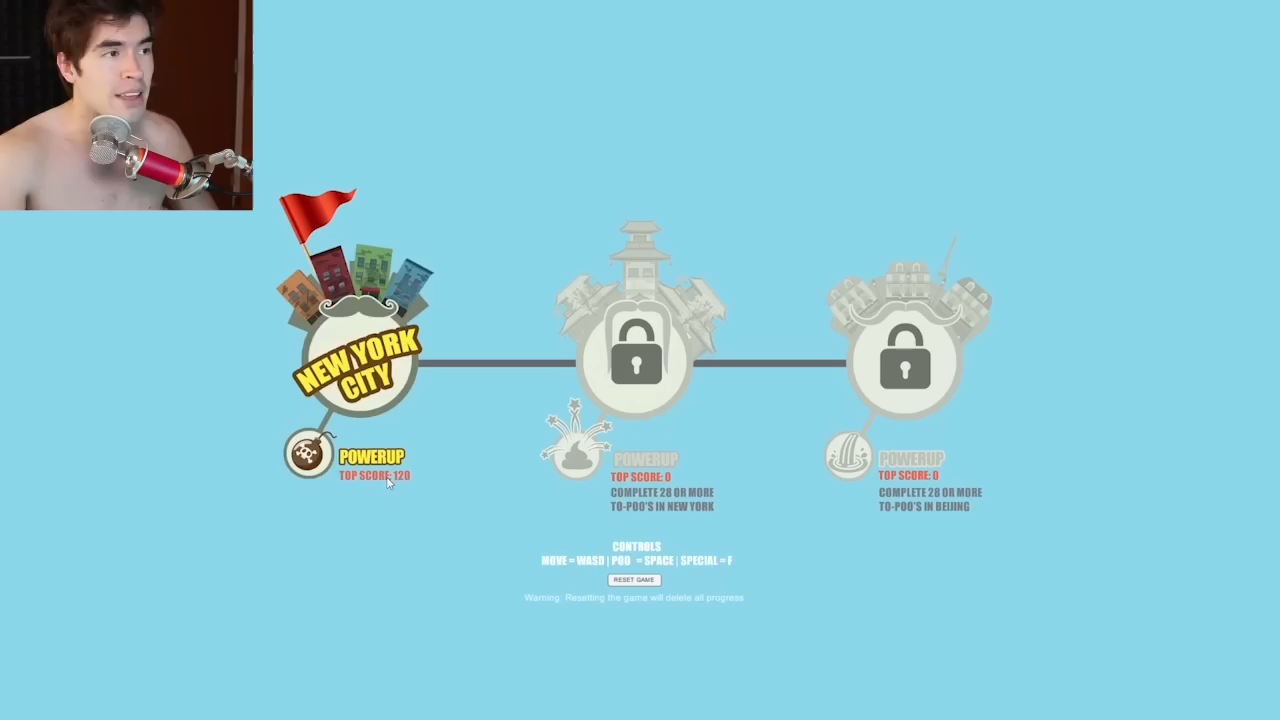 NEW YORK
CITY
POWERUP
TOP SCORE: 120
POWERUP
TOP SCORE: 0
COMPLETE 28 OR MORE
TO-POO'S IN NEW YORK
POWERUP
TOP SCORE: 0
COMPLETE 28 OR MORE
TO-POO'S IN BEIJING
CONTROLS
MOVE = WASD | POO = SPACE | SPECIAL = F
RESET GAME
Warning: Resetting the game will delete all progress